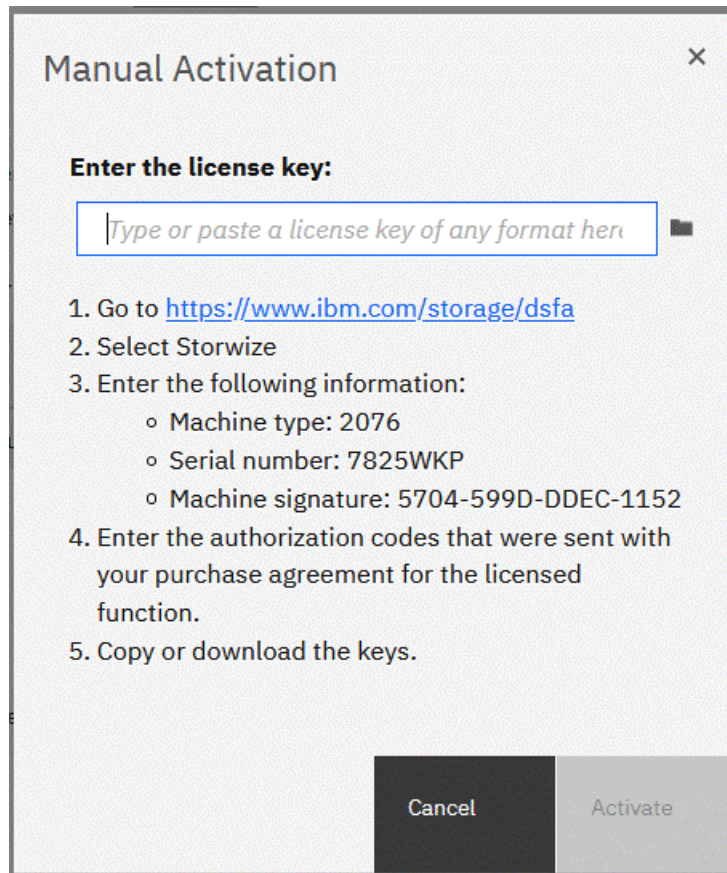 Manual Activation
Enter the license key:
Type or paste a license key of any format here
1. Go to https://www.ibm.com/storage/dsfa
2. Select Storwize
3. Enter the following information:
Machine type: 2076
Serial number: 7825WKP
Machine signature: 5704-599D-DDEC-1152
4. Enter the authorization codes that were sent with
your purchase agreement for the licensed
function.
5. Copy or download the keys.
Cancel
Activate